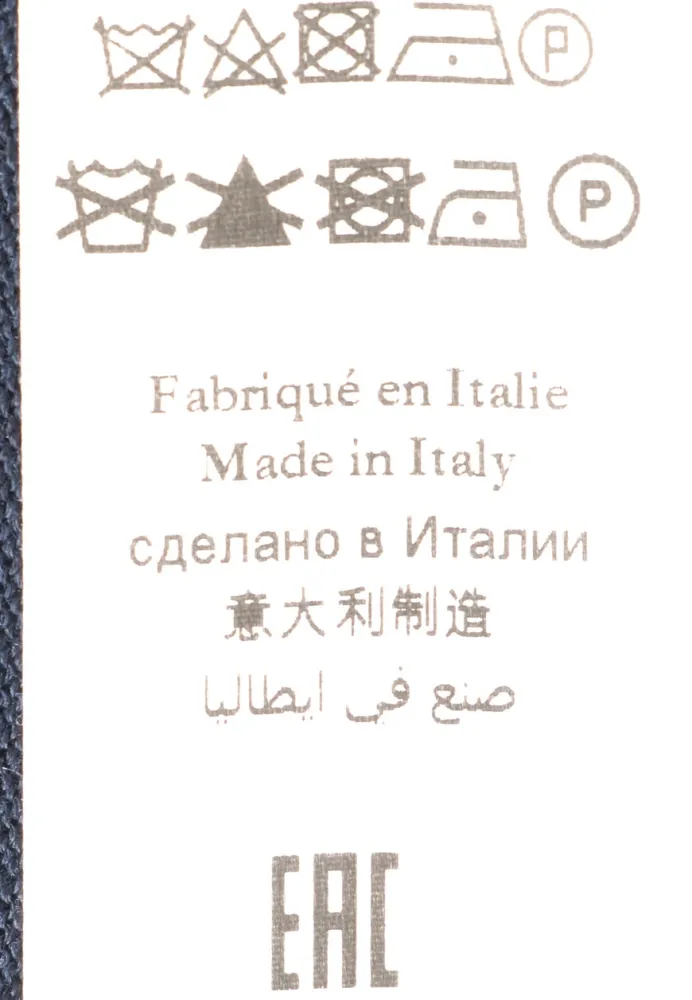 P
P
Fabriqué en Italie
Made in Italy
сделано в Италии
意大利制造
صنع في ايطاليا
EAC